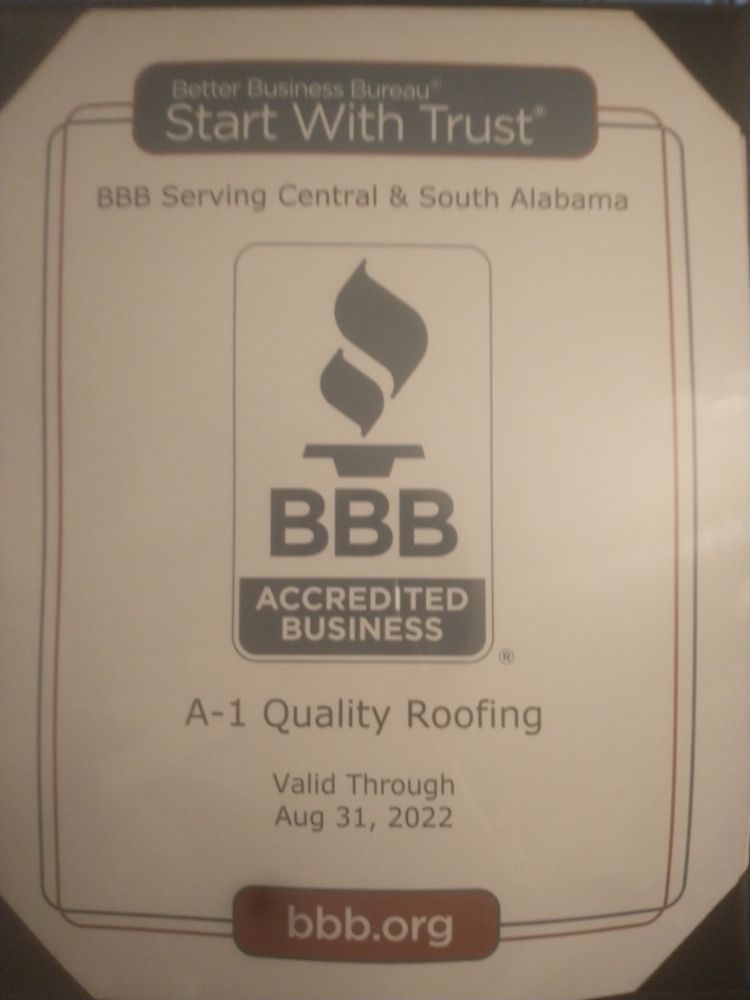 Better Business Bureau®
Start With Trust®
BBB Serving Central & South Alabama
BBB
ACCREDITED
BUSINESS
®
A-1 Quality Roofing
Valid Through
Aug 31, 2022
bbb.org